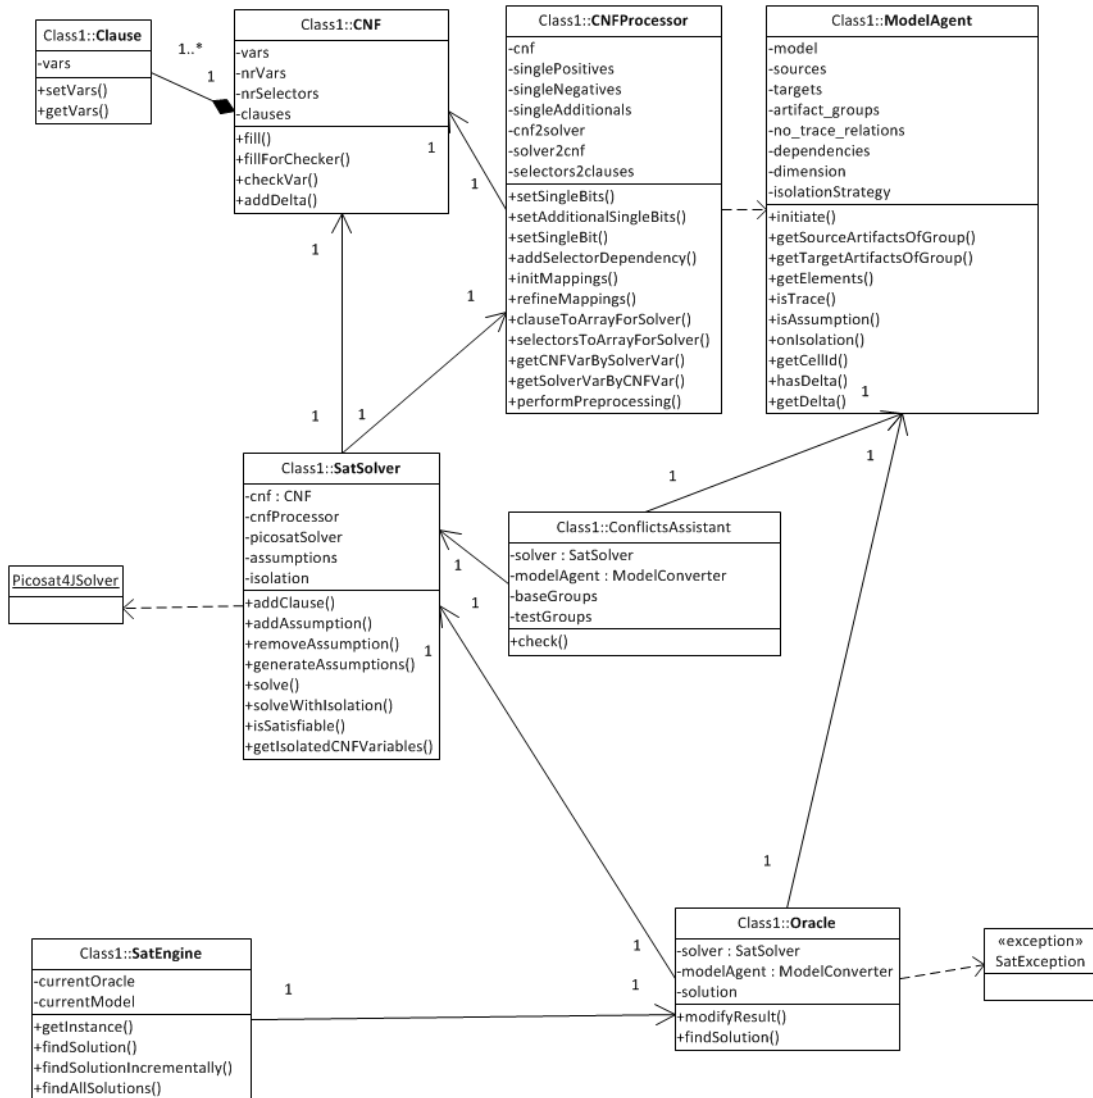 Class1::Clause
-vars
+setVars()
+getVars()
1..*
1
Class1::CNF
-vars
-nrVars
-nrSelectors
-clauses
+fill()
+fillForChecker()
+checkVar()
+addDelta()
1
1
Class1::CNFProcessor
-cnf
-singlePositives
-singleNegatives
-singleAdditionals
-cnf2solver
-solver2cnf
-selectors2clauses
+setSingleBits()
+setAdditionalSingleBits()
+setSingleBit()
+addSelectorDependency()
+initMappings()
+refineMappings()
+clauseToArrayForSolver()
+selectorsToArrayForSolver()
+getCNFVarBySolverVar()
+getSolverVarByCNFVar()
+performPreprocessing()
Class1::ModelAgent
-model
-sources
-targets
-artifact_groups
-no_trace_relations
-dependencies
-dimension
-isolationStrategy
+initiate()
+getSourceArtifactsOfGroup()
+getTargetArtifactsOfGroup()
+getElements()
+isTrace()
+isAssumption()
+onIsolation()
+getCellId()
+hasDelta()
+getDelta()
1
1
1
1
1
1
1
Class1::SatSolver
-cnf : CNF
-cnfProcessor
-picosatSolver
-assumptions
-isolation
+addClause()
+addAssumption()
+removeAssumption()
+generateAssumptions()
+solve()
+solveWithIsolation()
+isSatisfiable()
+getIsolatedCNFVariables()
Picosat4JSolver
1
1
1
Class1::ConflictsAssistant
-solver : SatSolver
-modelAgent : ModelConverter
-baseGroups
-testGroups
+check()
1
1
1
1
Class1::SatEngine
-currentOracle
-currentModel
+getInstance()
+findSolution()
+findSolutionIncrementally()
+findAllSolutions()
Class1::Oracle
-solver : SatSolver
-modelAgent : ModelConverter
-solution
+modifyResult()
+findSolution()
«exception»
SatException